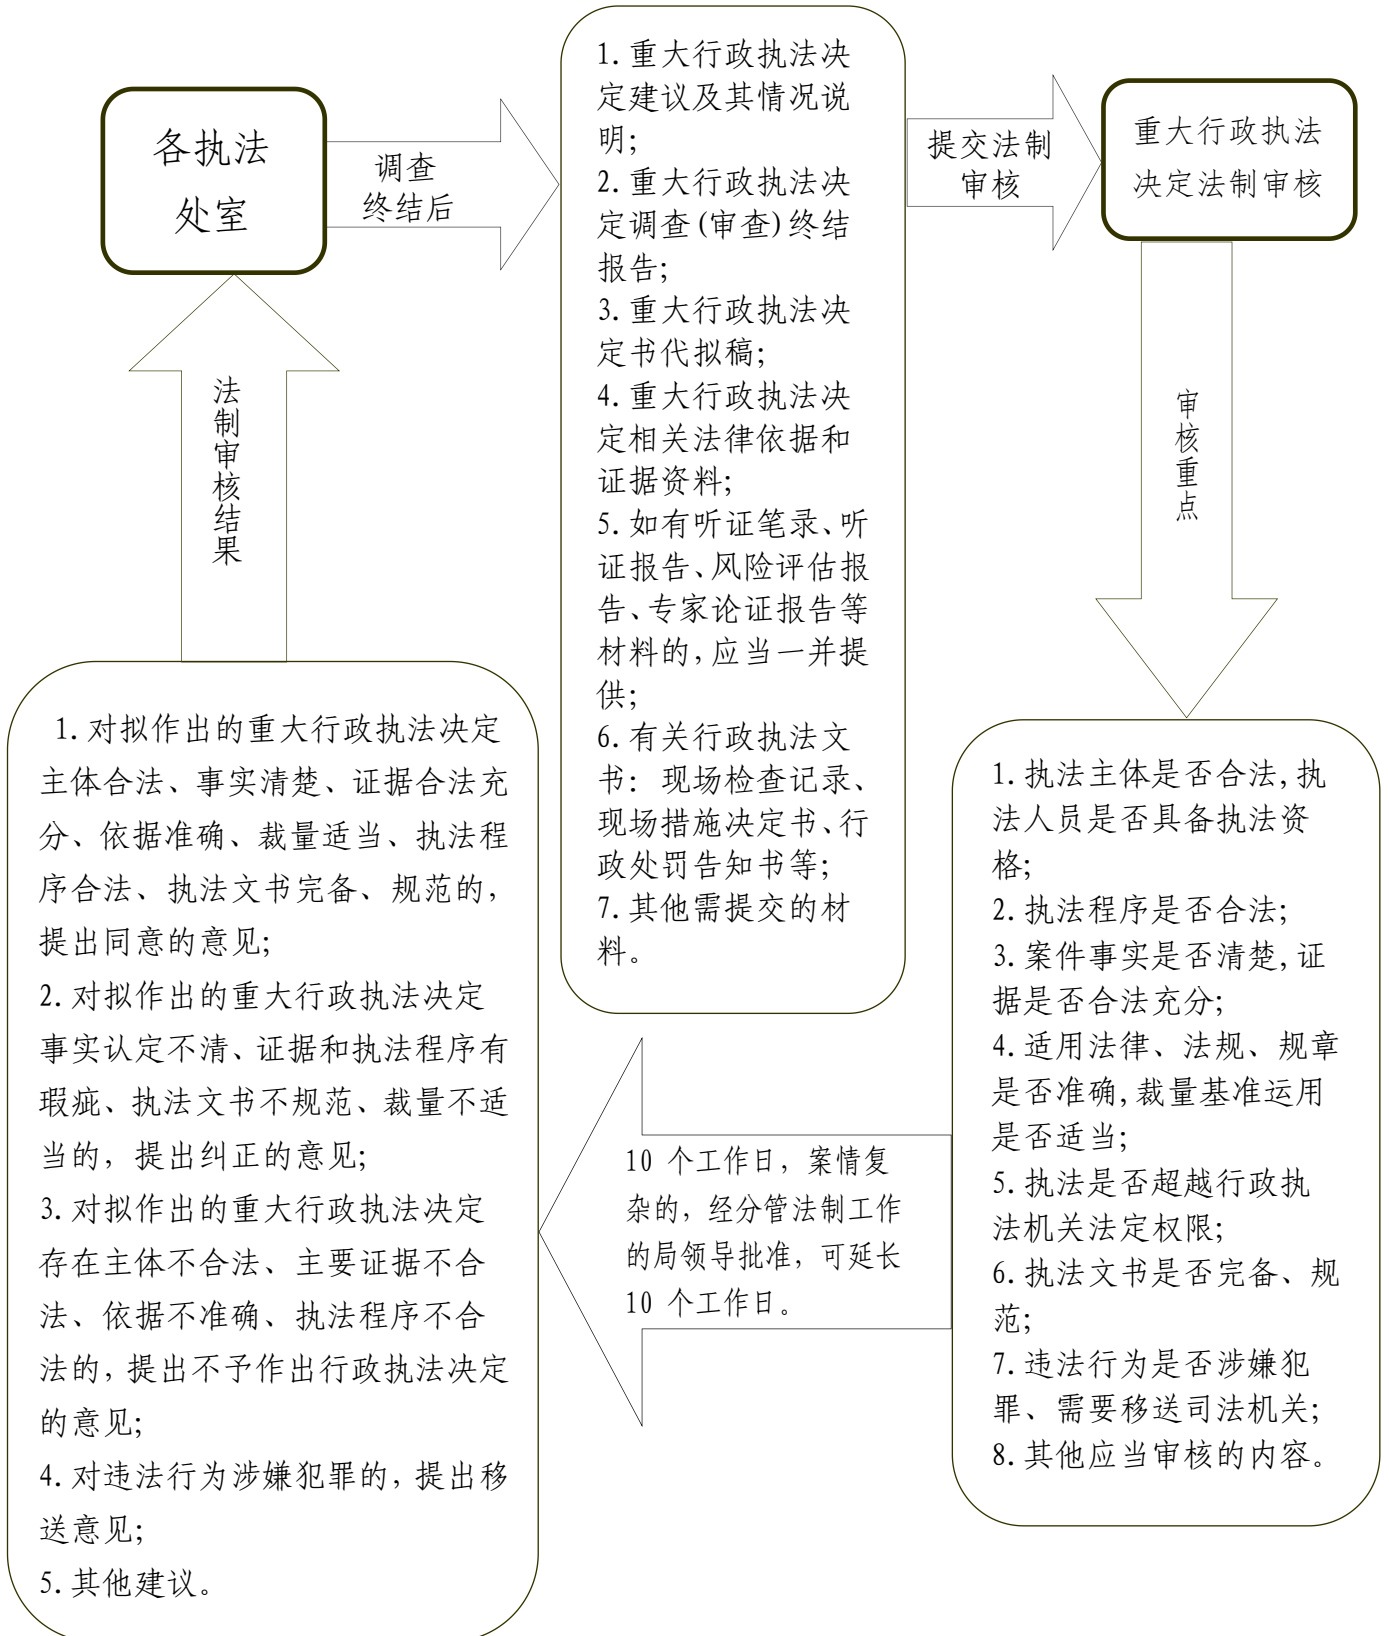 各执法
处室
调查
终结后
1.重大行政执法决
定建议及其情况说
明;
2.重大行政执法决
定调查(审查)终结
报告;
3.重大行政执法决
定书代拟稿;
4.重大行政执法决
定相关法律依据和
证据资料;
5.如有听证笔录、听
证报告、风险评估报
告、专家论证报告等
材料的,应当一并提
供;
6.有关行政执法文
书：现场检查记录、
现场措施决定书、行
政处罚告知书等;
7.其他需提交的材
料。
提交法制
审核
重大行政执法
决定法制审核
审核重点
1.执法主体是否合法,执
法人员是否具备执法资
格;
2.执法程序是否合法;
3.案件事实是否清楚,证
据是否合法充分;
4.适用法律、法规、规章
是否准确,裁量基准运用
是否适当;
5.执法是否超越行政执
法机关法定权限;
6.执法文书是否完备、规
范;
7.违法行为是否涉嫌犯
罪、需要移送司法机关;
8.其他应当审核的内容。
10 个工作日，案情复
杂的，经分管法制工作
的局领导批准，可延长
10 个工作日。
1.对拟作出的重大行政执法决定
主体合法、事实清楚、证据合法充
分、依据准确、裁量适当、执法程
序合法、执法文书完备、规范的，
提出同意的意见;
2.对拟作出的重大行政执法决定
事实认定不清、证据和执法程序有
瑕疵、执法文书不规范、裁量不适
当的，提出纠正的意见;
3.对拟作出的重大行政执法决定
存在主体不合法、主要证据不合
法、依据不准确、执法程序不合
法的,提出不予作出行政执法决定
的意见;
4.对违法行为涉嫌犯罪的,提出移
送意见;
5.其他建议。
法制审核结果